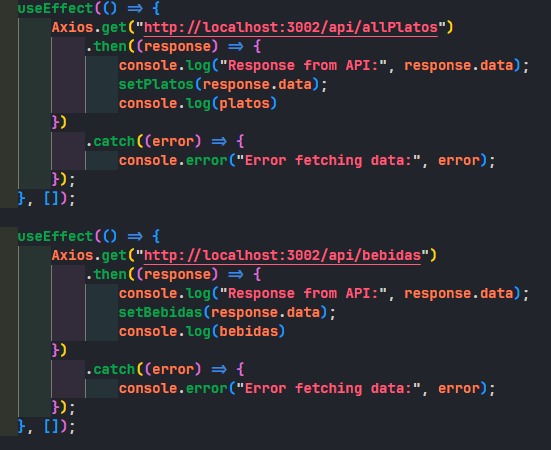 useEffect(() => {
    Axios.get("http://localhost:3002/api/allPlatos")
        .then((response) => {
            console.log("Response from API:", response.data);
            setPlatos(response.data);
            console.log(platos)
    })
        .catch((error) => {
            console.error("Error fetching data:", error);
    });
}, []);
useEffect(() => {
    Axios.get("http://localhost:3002/api/bebidas")
        .then((response) => {
            console.log("Response from API:", response.data);
            setBebidas(response.data);
            console.log(bebidas)
    })
        .catch((error) => {
            console.error("Error fetching data:", error);
    });
}, []);